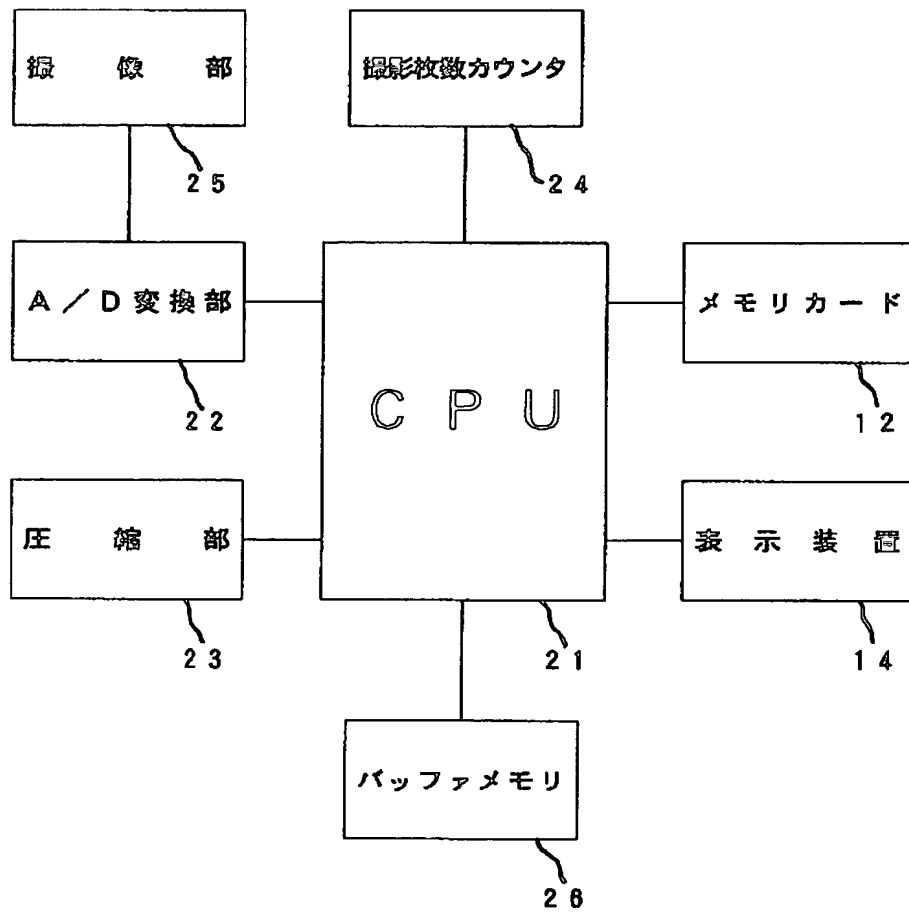 撮像部
撮影枚数カウンタ
25
24
A/D変換部
メモリカード
CPU
22
12
圧縮部
表示装置
23
21
14
バッファメモリ
26